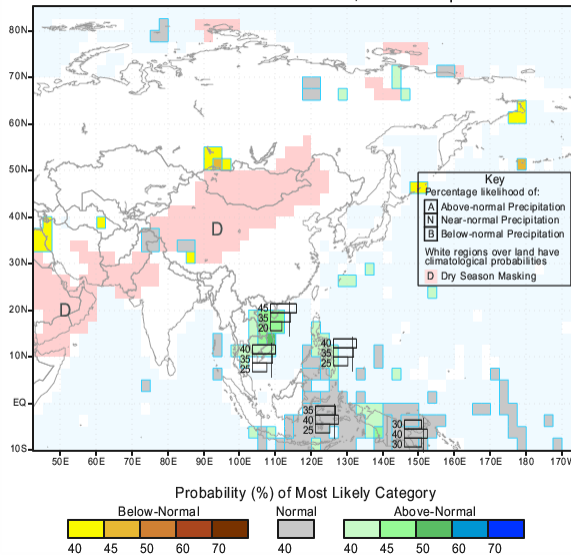 80N
70N
60N
50N
40N
30N
20N
10N
EQ
10S
50E 60E 70E 80E 90E 100E 110E 120E 130E 140E 150E 160E 170E 180 170W
D
D
45
35
20
40
35
25
40
35
25
35
40
25
30
40
30
Key
Percentage likelihood of:
A Above-normal Precipitation
N Near-normal Precipitation
B Below-normal Precipitation
White regions over land have
climatological probabilities
D Dry Season Masking
Probability (%) of Most Likely Category
Below-Normal Normal Above-Normal
40 45 50 60 70 40 40 45 50 60 70